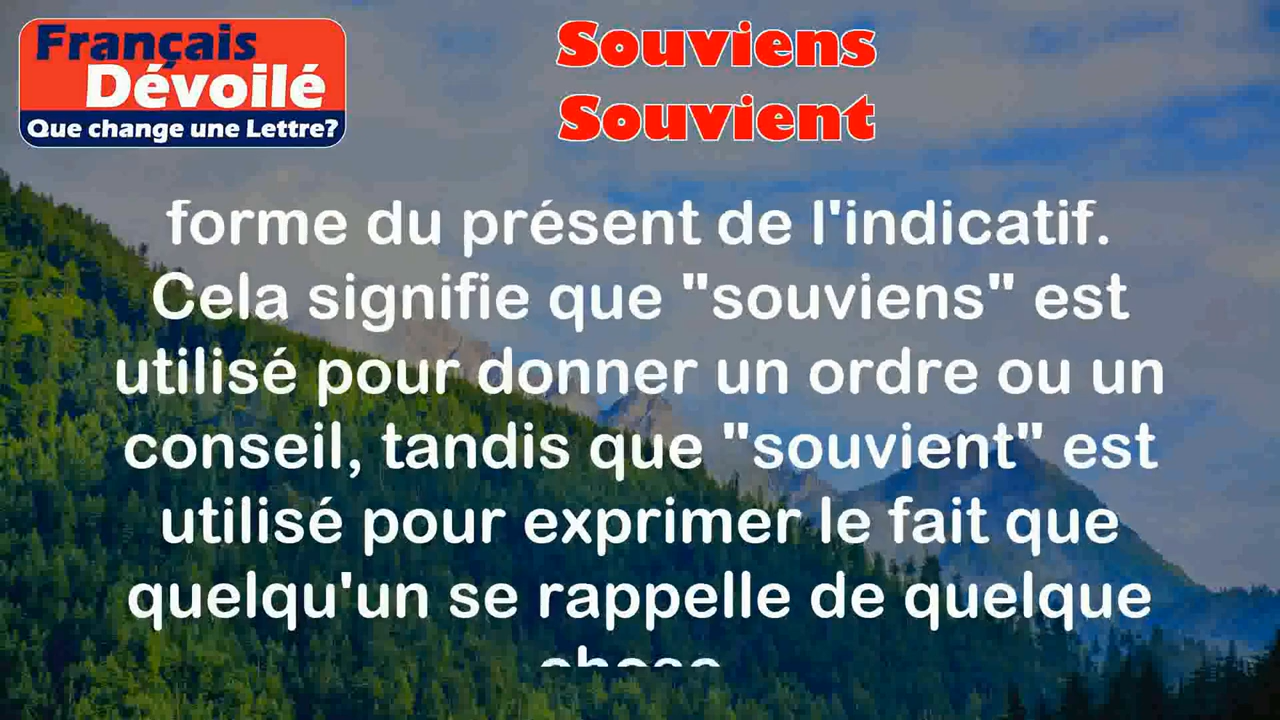 Français
Dévoilé
Que change une Lettre?
Souviens
Souvient
forme du présent de l'indicatif.
Cela signifie que "souviens" est
utilisé pour donner un ordre ou un
conseil, tandis que "souvient" est
utilisé pour exprimer le fait que
quelqu'un se rappelle de quelque